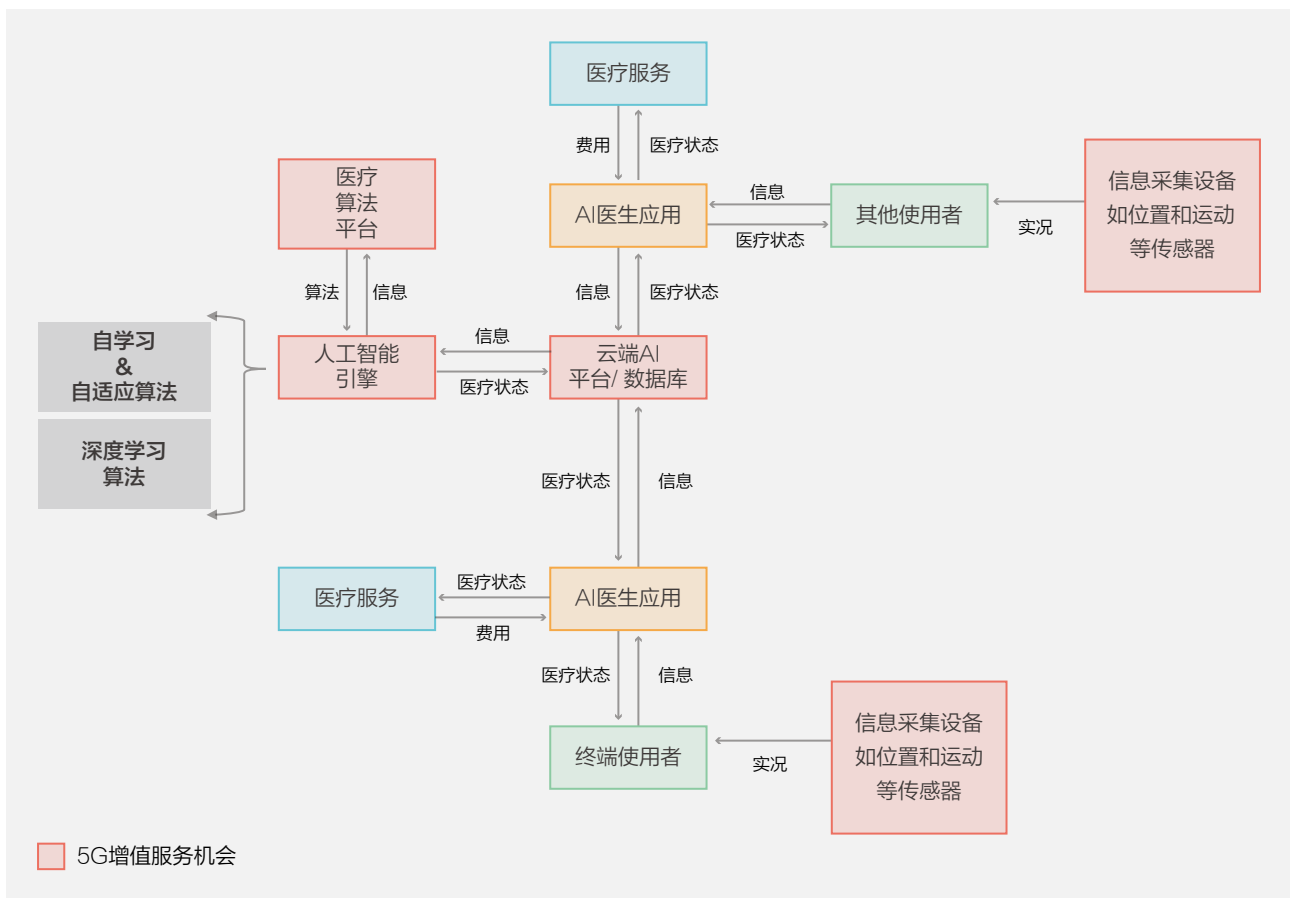 医疗服务
费用
医疗状态
医疗
算法
平台
AI医生应用
信息
医疗状态
其他使用者
实况
信息采集设备
如位置和运动
等传感器
算法
信息
信息
医疗状态
自学习
&
自适应算法
深度学习
算法
人工智能
引擎
信息
医疗状态
云端AI
平台/ 数据库
医疗状态
信息
医疗服务
医疗状态
费用
AI医生应用
医疗状态
信息
终端使用者
实况
信息采集设备
如位置和运动
等传感器
5G增值服务机会